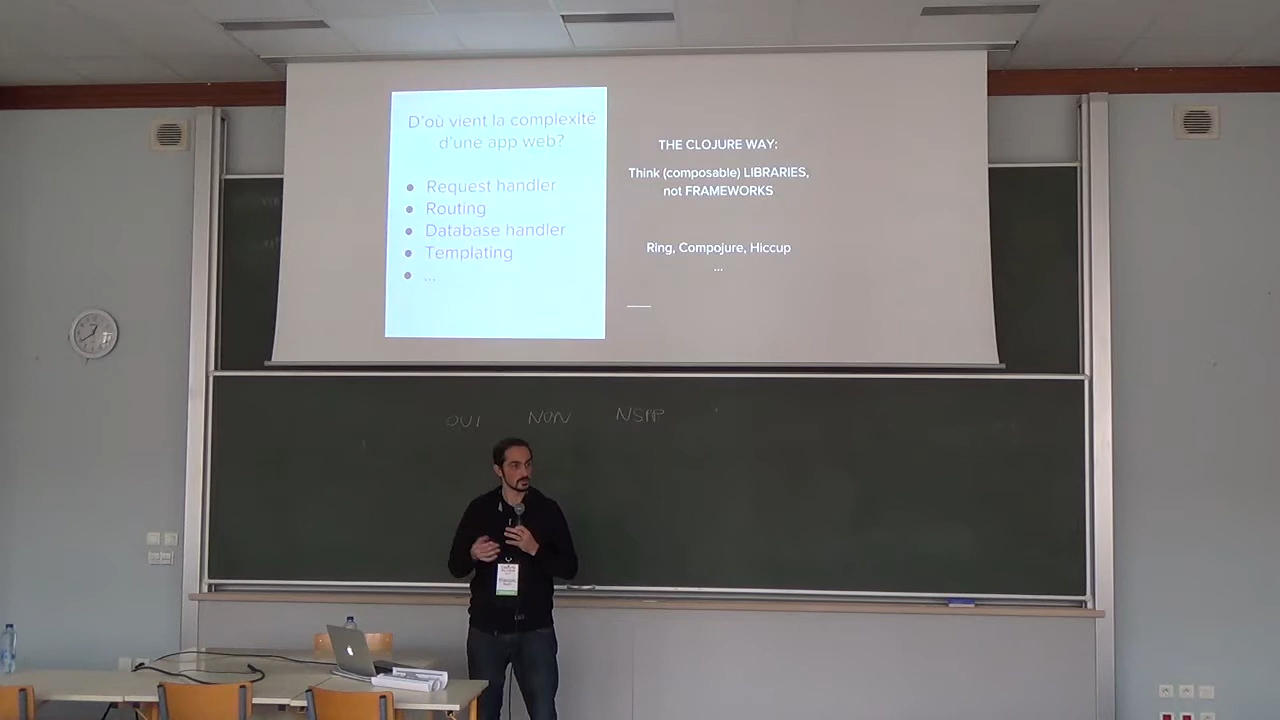 D'où vient la complexité
d'une app web?
● Request handler
● Routing
● Database handler
● Templating
● ...
THE CLOJURE WAY:
Think (composable) LIBRARIES,
not FRAMEWORKS
Ring, Compojure, Hiccup
...
OUI NON NSPP